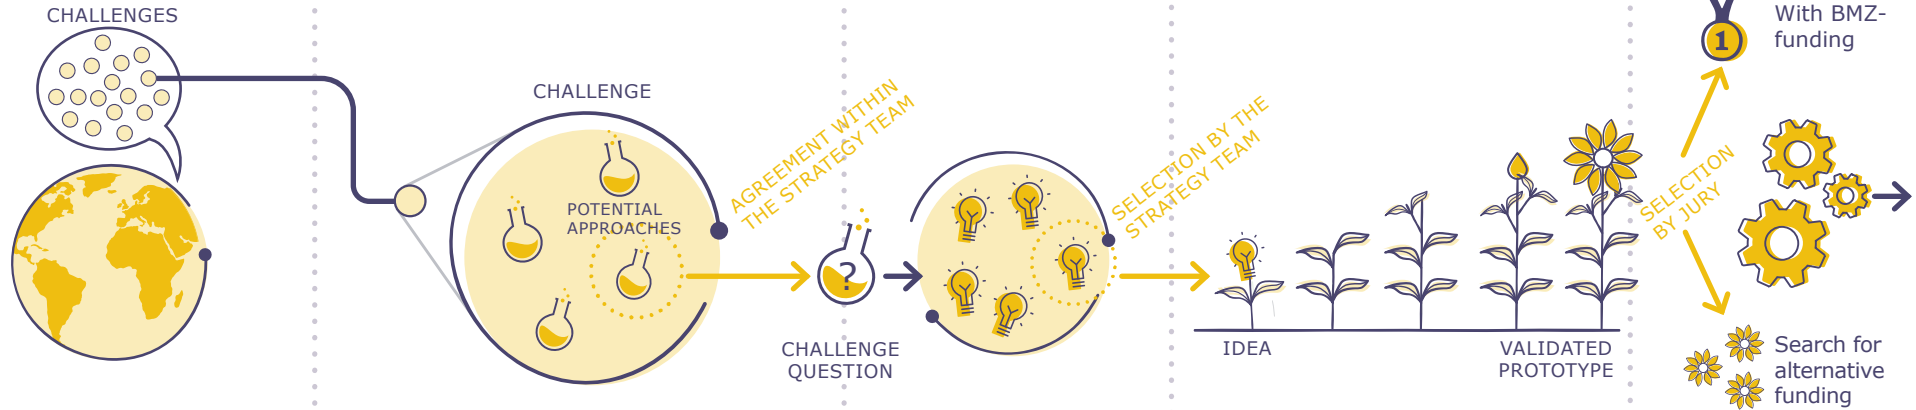 CHALLENGES
CHALLENGE
POTENTIAL
APPROACHES
AGREEMENT WITHIN
THE STRATEGY TEAM
?
CHALLENGE
QUESTION
SELECTION BY THE
STRATEGY TEAM
IDEA
VALIDATED
PROTOTYPE
SELECTION
BY JURY
1
With BMZ-
funding
Search for
alternative
funding